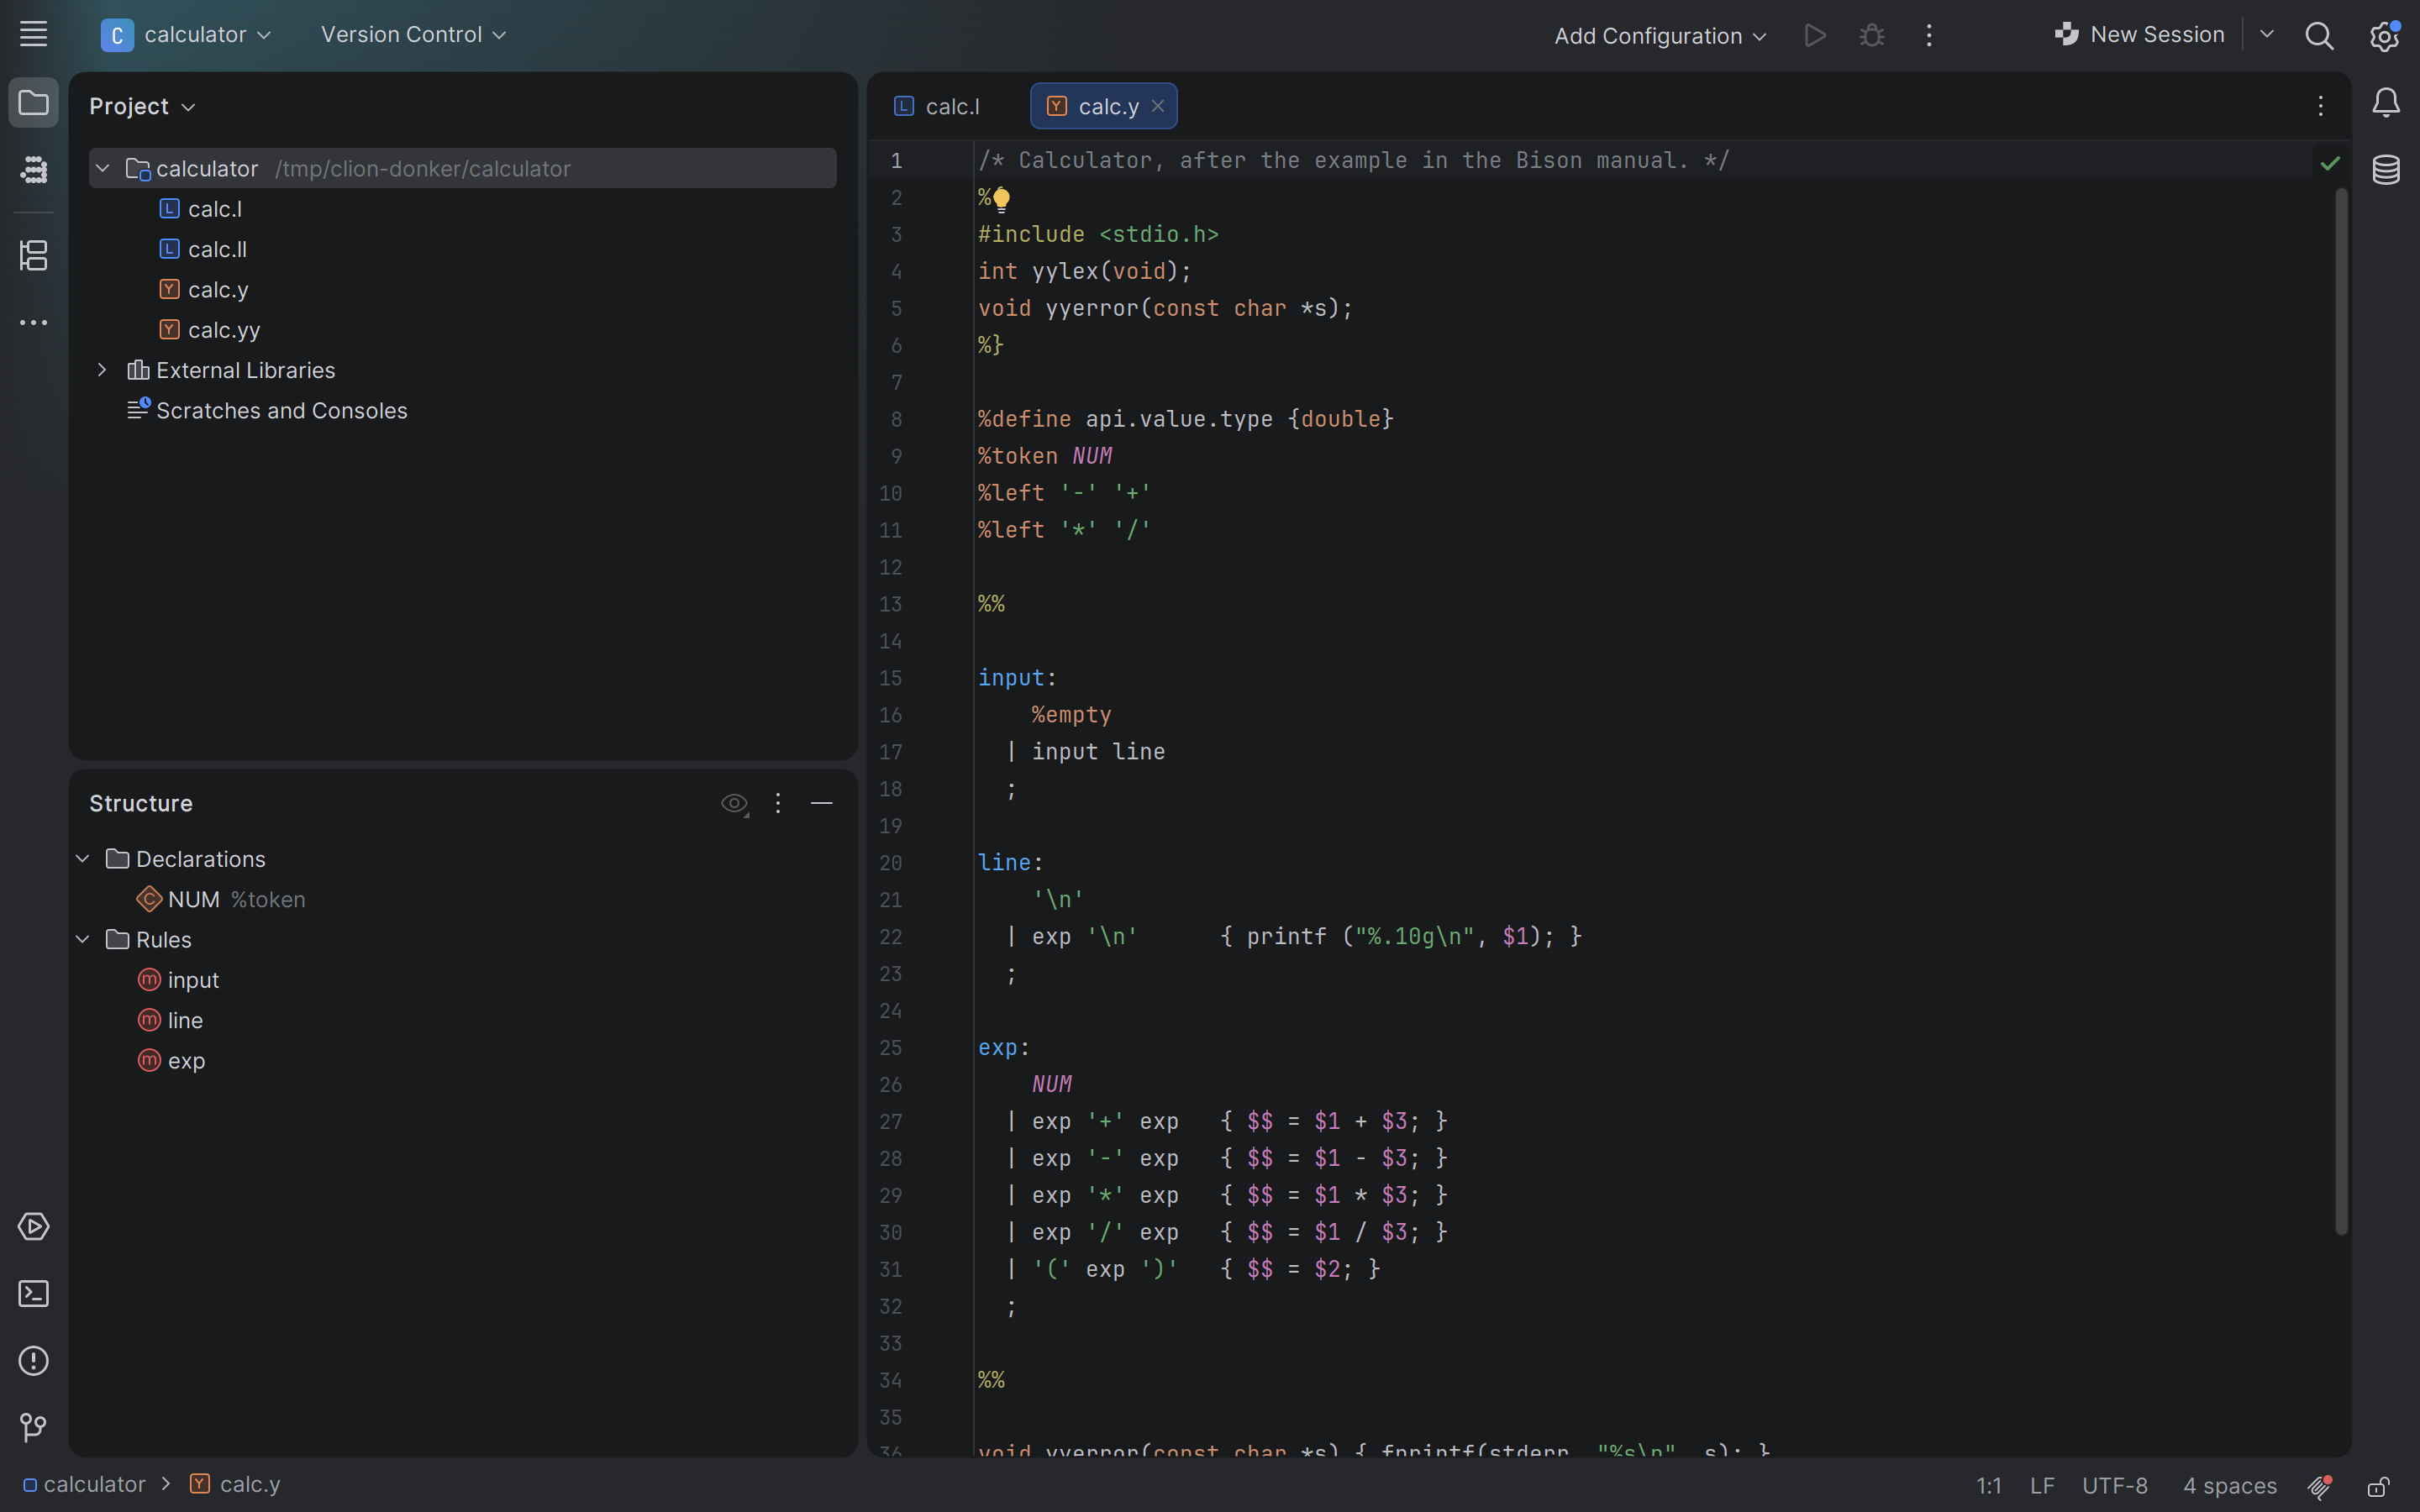 C calculator Version Control Add Configuration New Session
Project
calculator /tmp/clion-donker/calculator
L calc.l
L calc.ll
Y calc.y
Y calc.yy
External Libraries
Scratches and Consoles
Structure
Declarations
C NUM %token
Rules
m input
m line
m exp
L calc.l Y calc.y
1 /* Calculator, after the example in the Bison manual. */
2 %
3 #include <stdio.h>
4 int yylex(void);
5 void yyerror(const char *s);
6 %}
7
8 %define api.value.type {double}
9 %token NUM
10 %left '-' '+'
11 %left '*' '/'
12
13 %%
14
15 input:
16     %empty
17   | input line
18   ;
19
20 line:
21     '\n'
22   | exp '\n'      { printf ("%.10g\n", $1); }
23   ;
24
25 exp:
26     NUM
27   | exp '+' exp   { $$ = $1 + $3; }
28   | exp '-' exp   { $$ = $1 - $3; }
29   | exp '*' exp   { $$ = $1 * $3; }
30   | exp '/' exp   { $$ = $1 / $3; }
31   | '(' exp ')'   { $$ = $2; }
32   ;
33
34 %%
35
36 void yyerror(const char *s) { fprintf(stderr, "%s\n", s); }
calculator > Y calc.y 1:1 LF UTF-8 4 spaces